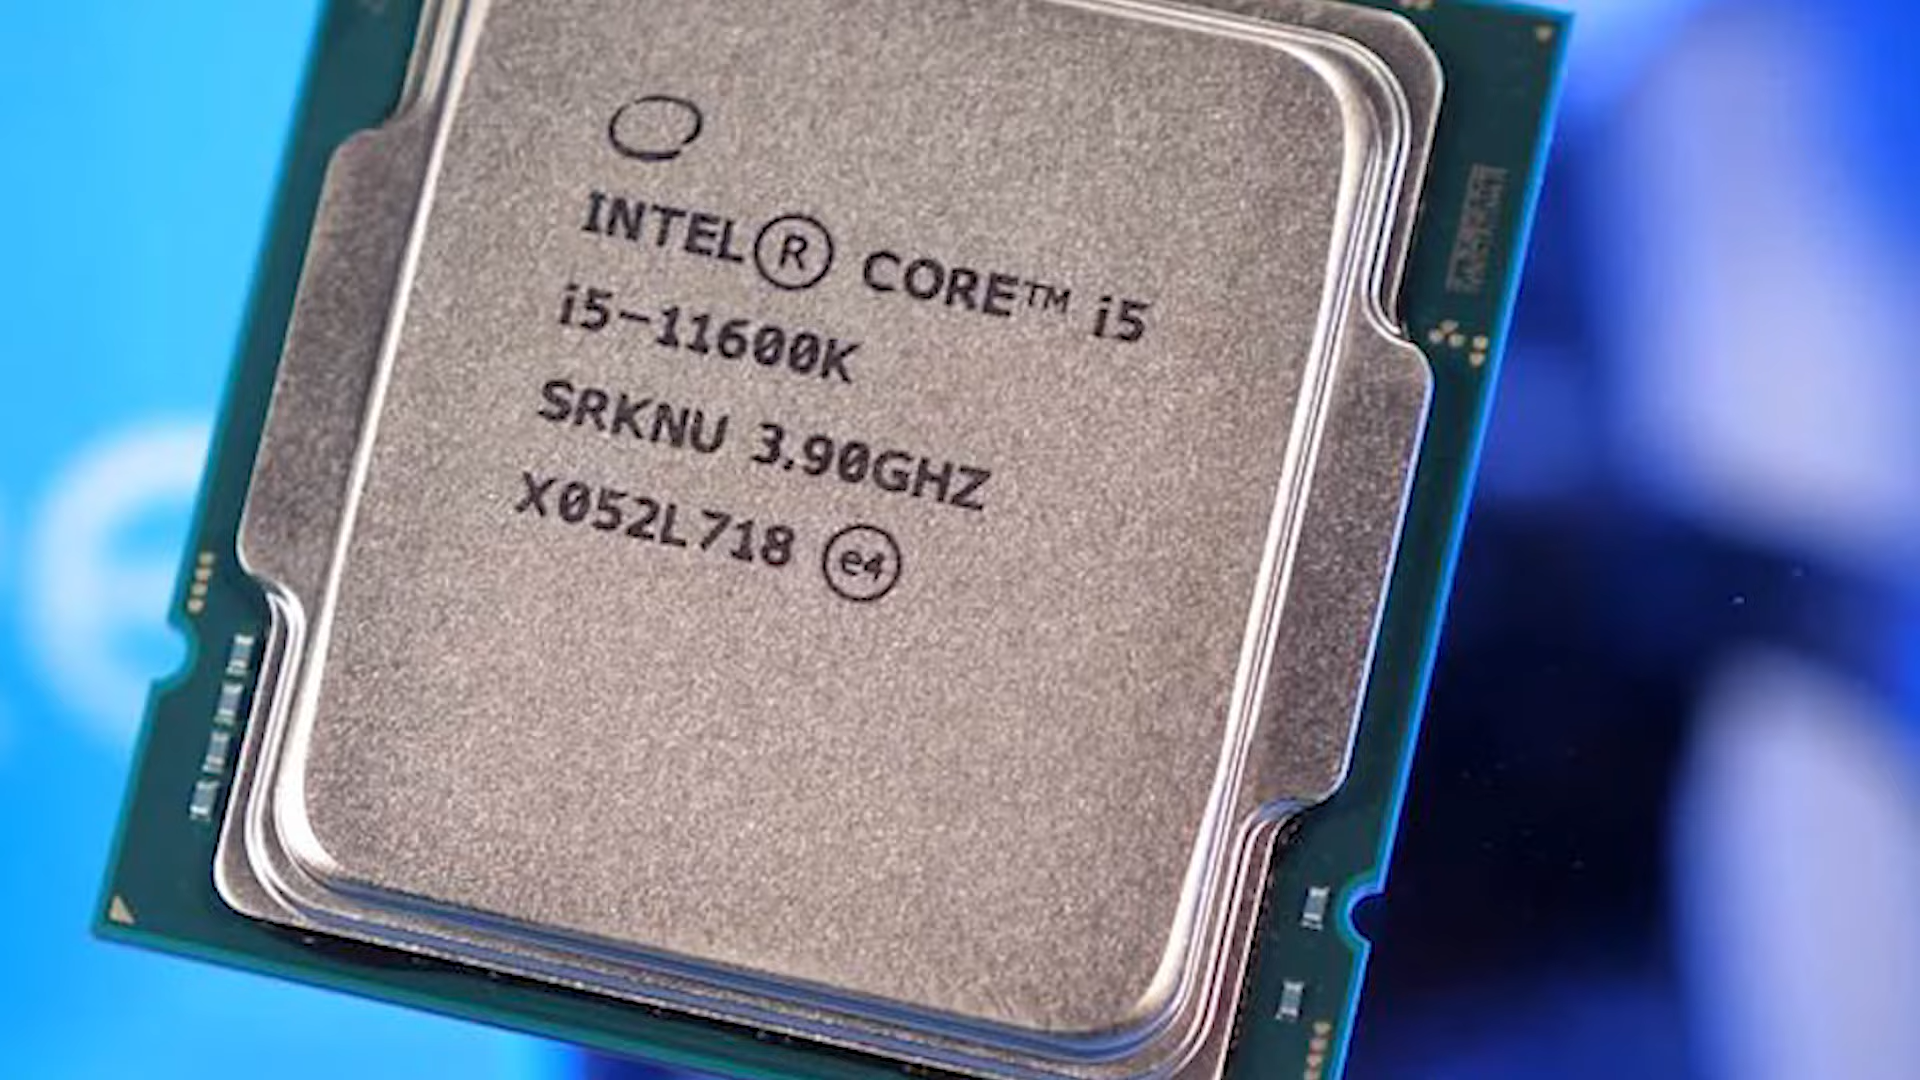 INTEL® CORE™ i5
i5-11600K
SRKNU 3.90GHZ
X052L718 e4